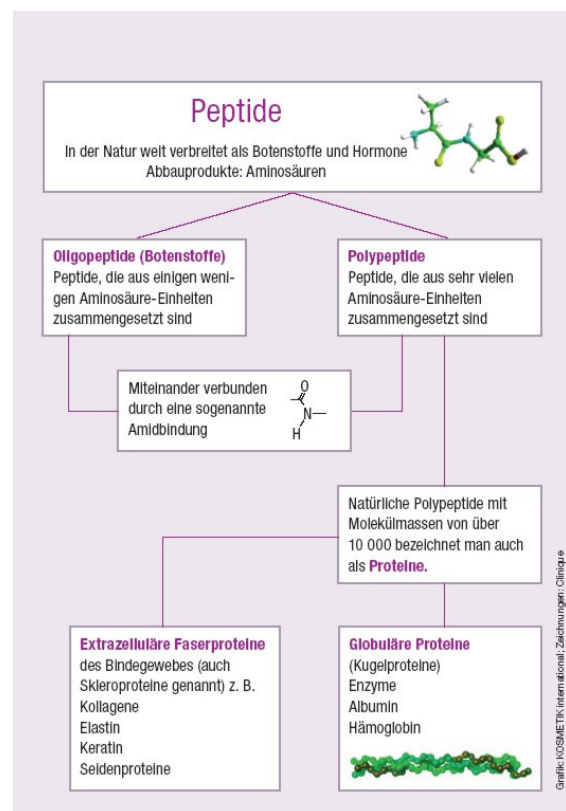 Peptide
In der Natur weit verbreitet als Botenstoffe und Hormone
Abbauprodukte: Aminosäuren
Oligopeptide (Botenstoffe)
Peptide, die aus einigen weni-
gen Aminosäure-Einheiten
zusammengesetzt sind
Polypeptide
Peptide, die aus sehr vielen
Aminosäure-Einheiten
zusammengesetzt sind
Miteinander verbunden
durch eine sogenannte
Amidbindung
O
N
H
Natürliche Polypeptide mit
Molekülmassen von über
10 000 bezeichnet man auch
als Proteine.
Extrazelluläre Faserproteine
des Bindegewebes (auch
Skleroproteine genannt) z. B.
Kollagene
Elastin
Keratin
Seidenproteine
Globuläre Proteine
(Kugelproteine)
Enzyme
Albumin
Hämoglobin
Grafik: KOSMETIK international; Zeichnungen: Clinique